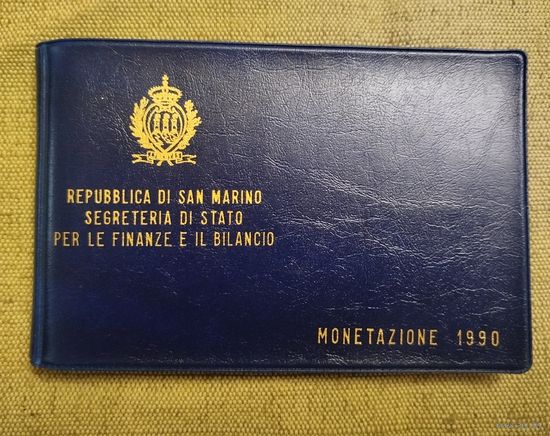 REPUBBLICA DI SAN MARINO
SEGRETERIA DI STATO
PER LE FINANZE E IL BILANCIO
MONETAZIONE 1990